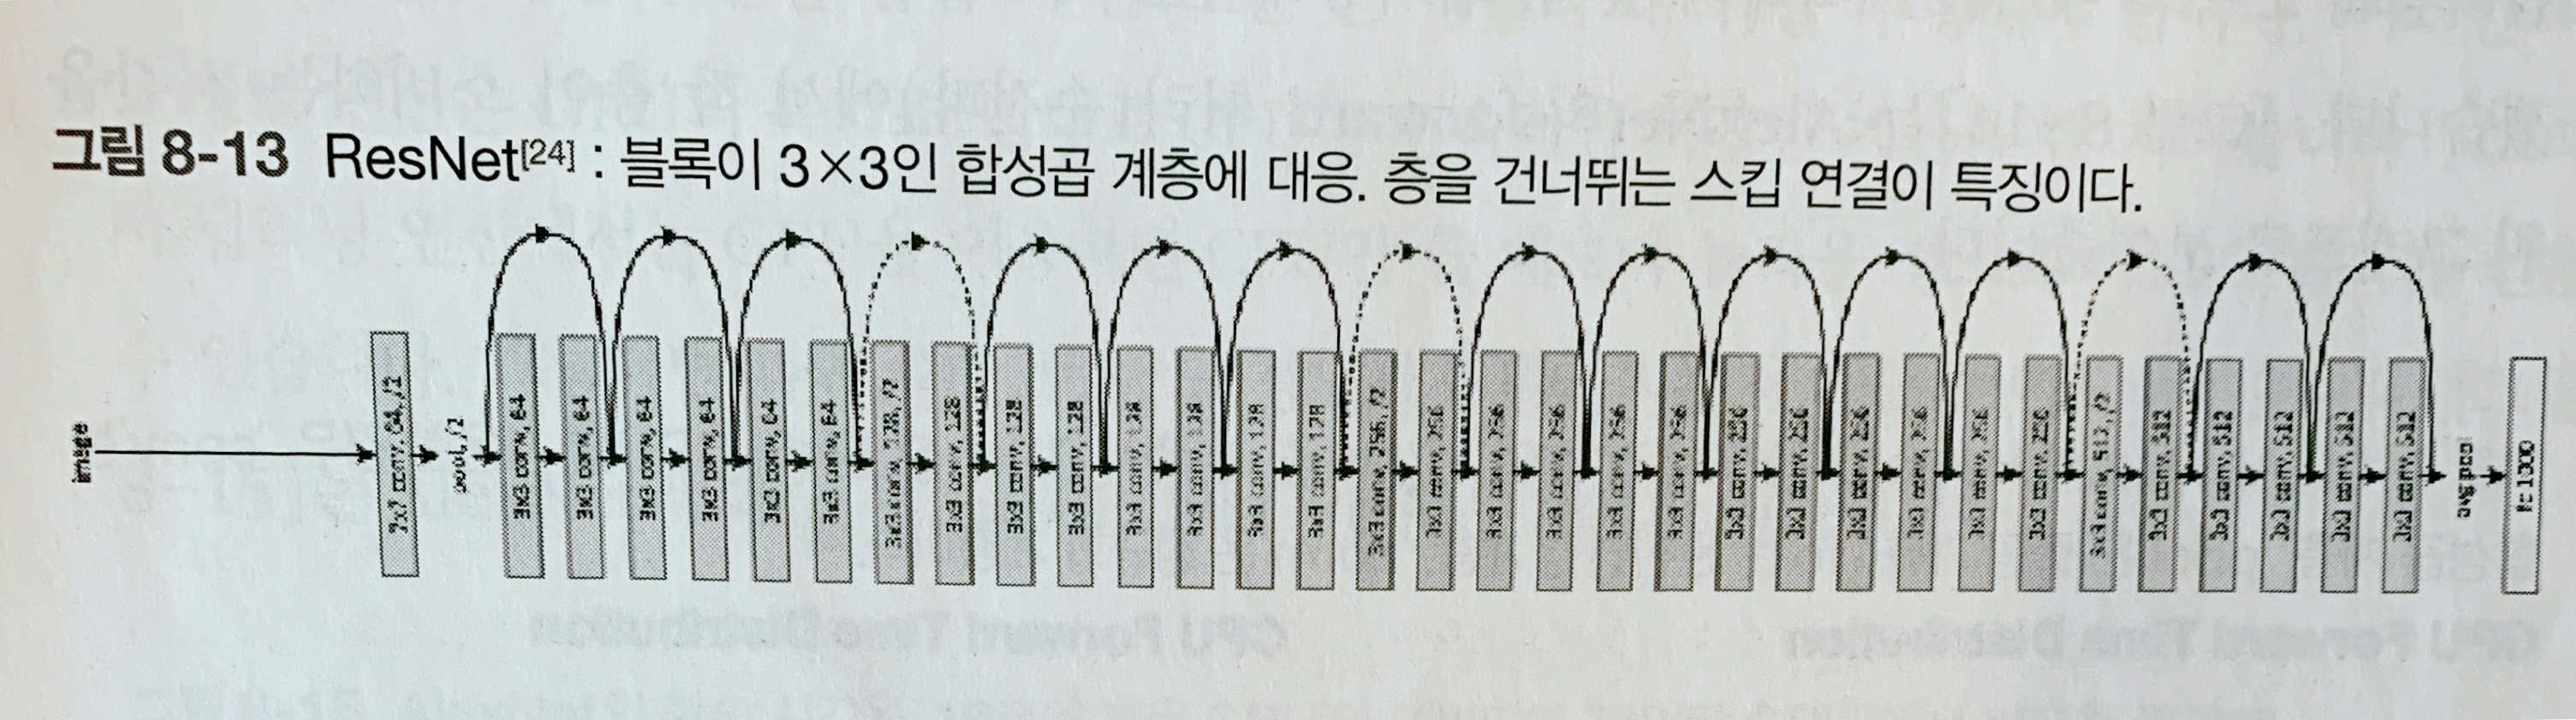 그림 8-13 ResNet[24] : 블록이 3×3인 합성곱 계층에 대응. 층을 건너뛰는 스킵 연결이 특징이다.
image
7x7 conv, 64, /2
pool, /2
3x3 conv, 64
3x3 conv, 64
3x3 conv, 64
3x3 conv, 64
3x3 conv, 64
3x3 conv, 64
3x3 conv, 128, /2
3x3 conv, 128
3x3 conv, 128
3x3 conv, 128
3x3 conv, 128
3x3 conv, 128
3x3 conv, 128
3x3 conv, 128
3x3 conv, 256, /2
3x3 conv, 256
3x3 conv, 256
3x3 conv, 256
3x3 conv, 256
3x3 conv, 256
3x3 conv, 256
3x3 conv, 256
3x3 conv, 256
3x3 conv, 256
3x3 conv, 256
3x3 conv, 256
3x3 conv, 512, /2
3x3 conv, 512
3x3 conv, 512
3x3 conv, 512
3x3 conv, 512
3x3 conv, 512
avg pool
fc 1000